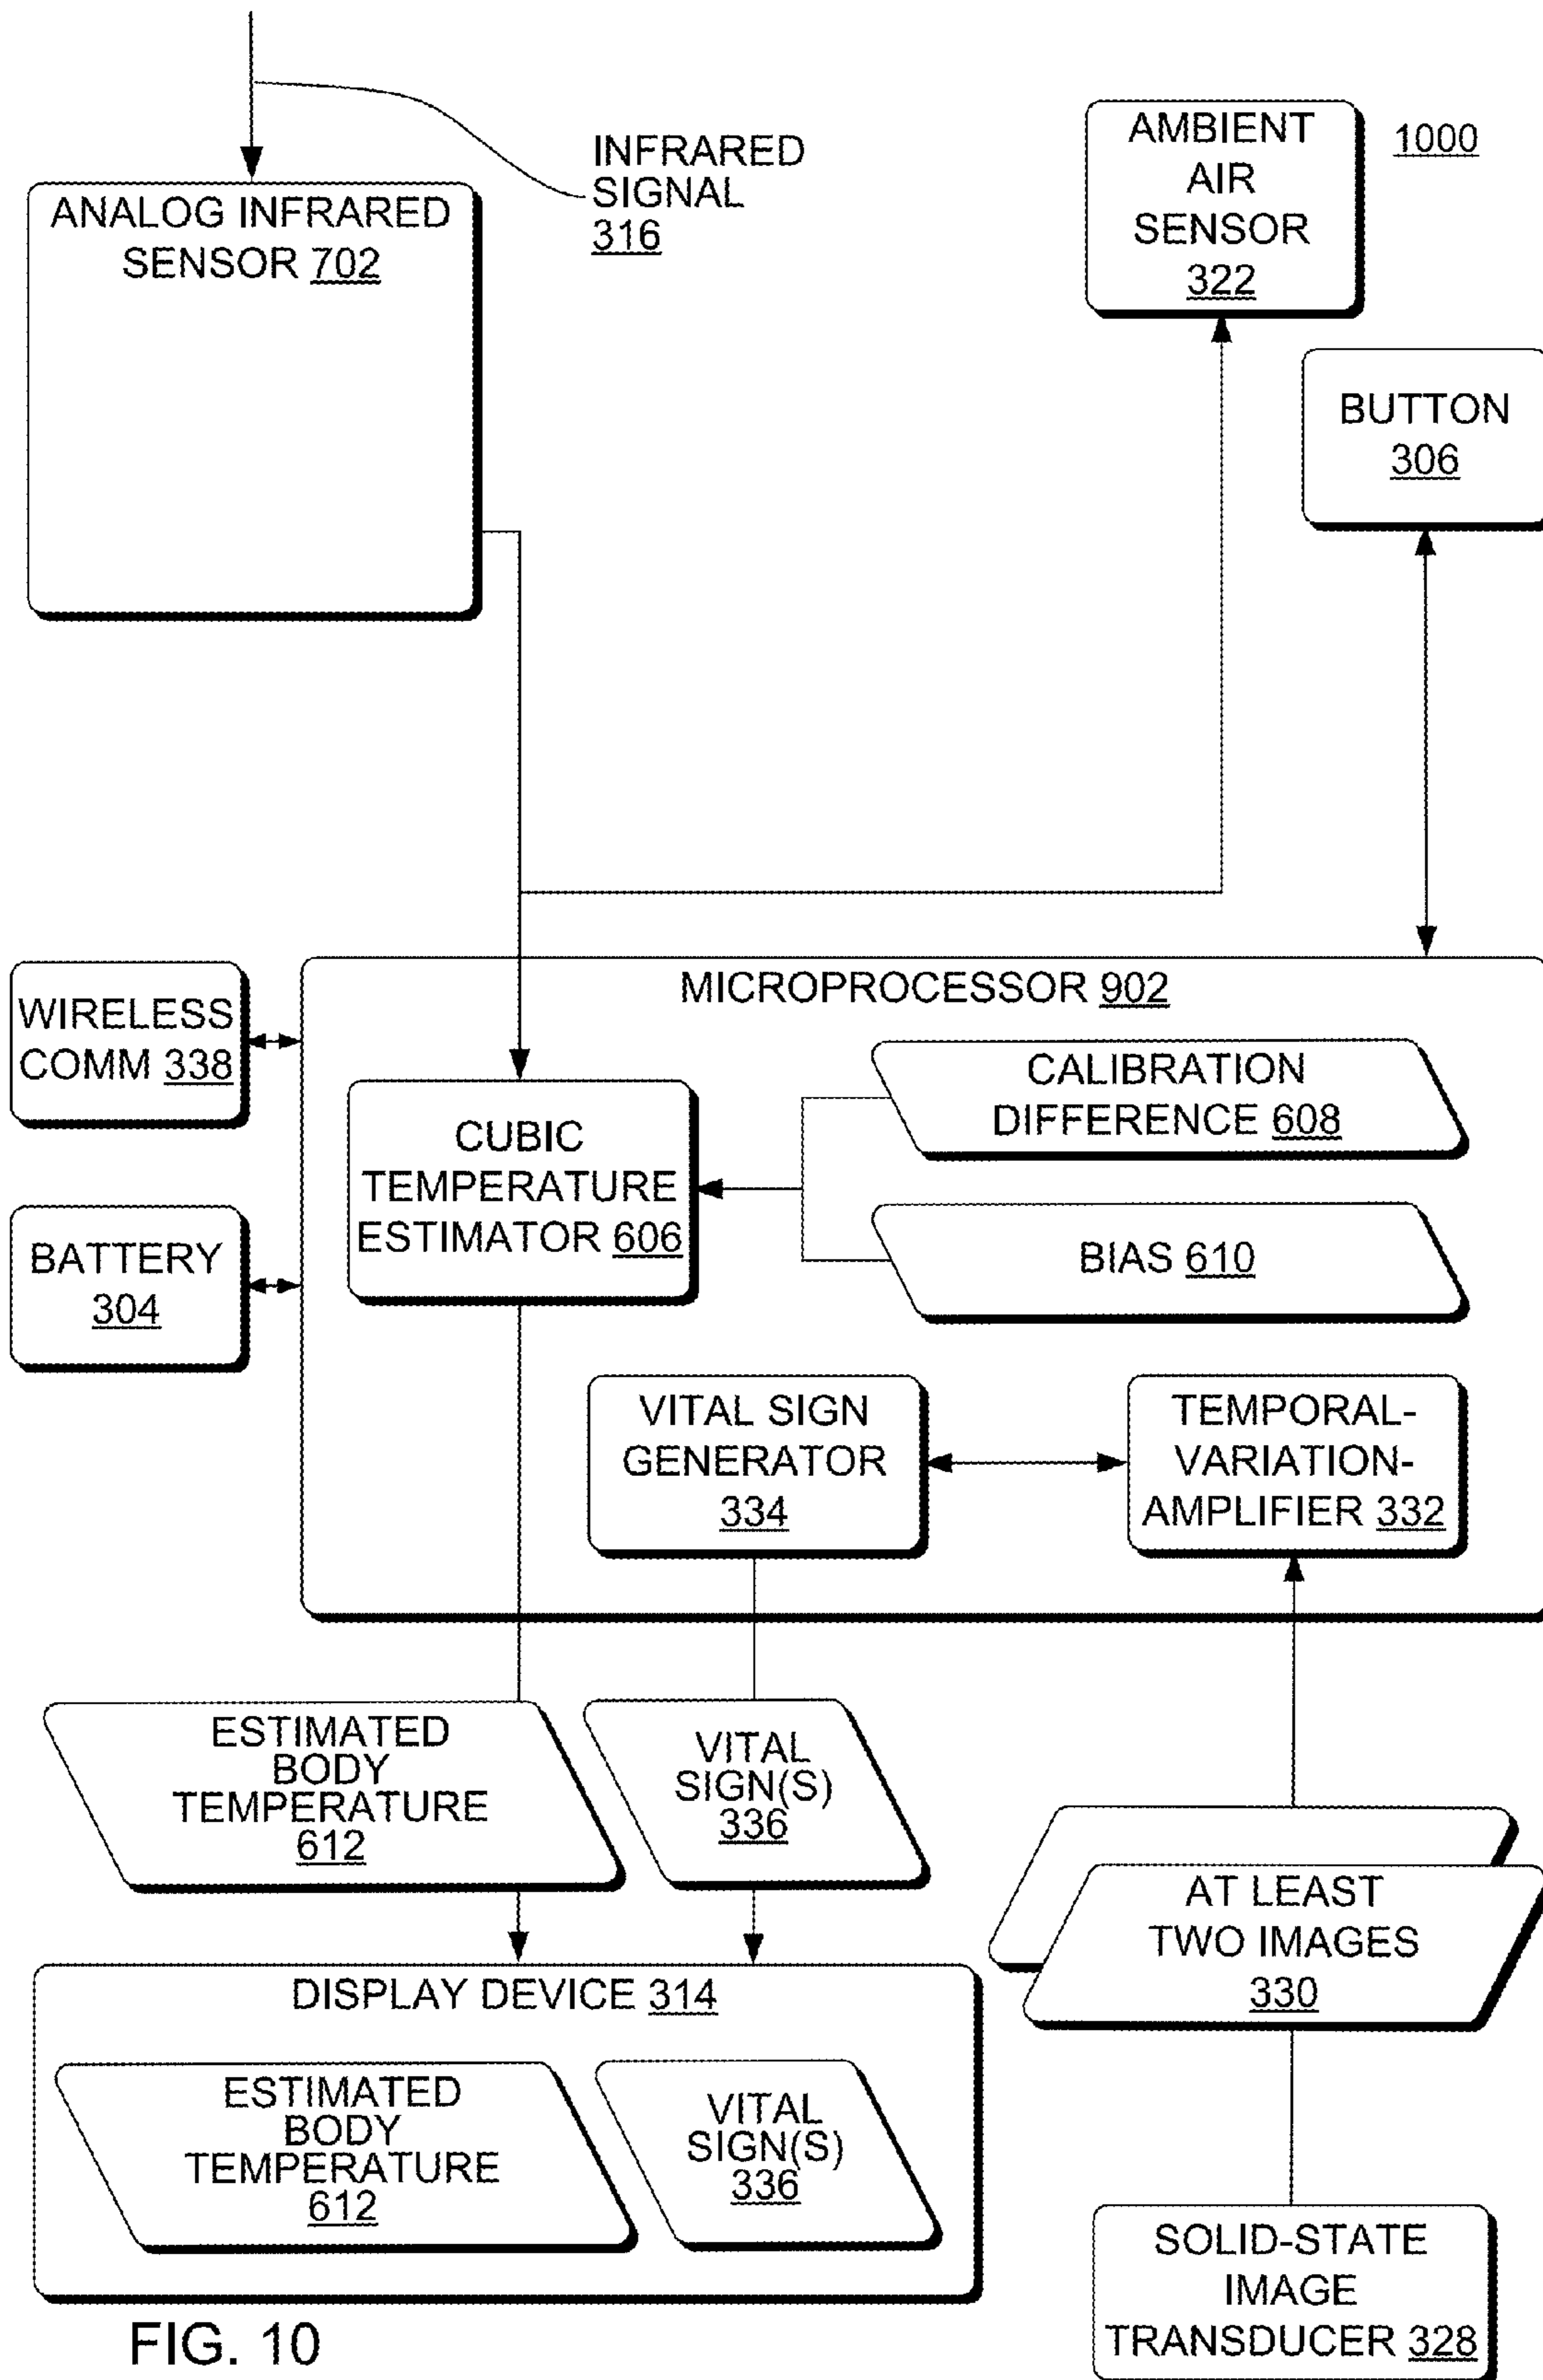 INFRARED
SIGNAL
316
ANALOG INFRARED
SENSOR 702
AMBIENT
AIR
SENSOR
322
1000
BUTTON
306
MICROPROCESSOR 902
WIRELESS
COMM 338
CUBIC
TEMPERATURE
ESTIMATOR 606
CALIBRATION
DIFFERENCE 608
BIAS 610
BATTERY
304
VITAL SIGN
GENERATOR
334
TEMPORAL-
VARIATION-
AMPLIFIER 332
ESTIMATED
BODY
TEMPERATURE
612
VITAL
SIGN(S)
336
AT LEAST
TWO IMAGES
330
DISPLAY DEVICE 314
ESTIMATED
BODY
TEMPERATURE
612
VITAL
SIGN(S)
336
SOLID-STATE
IMAGE
TRANSDUCER 328
FIG. 10